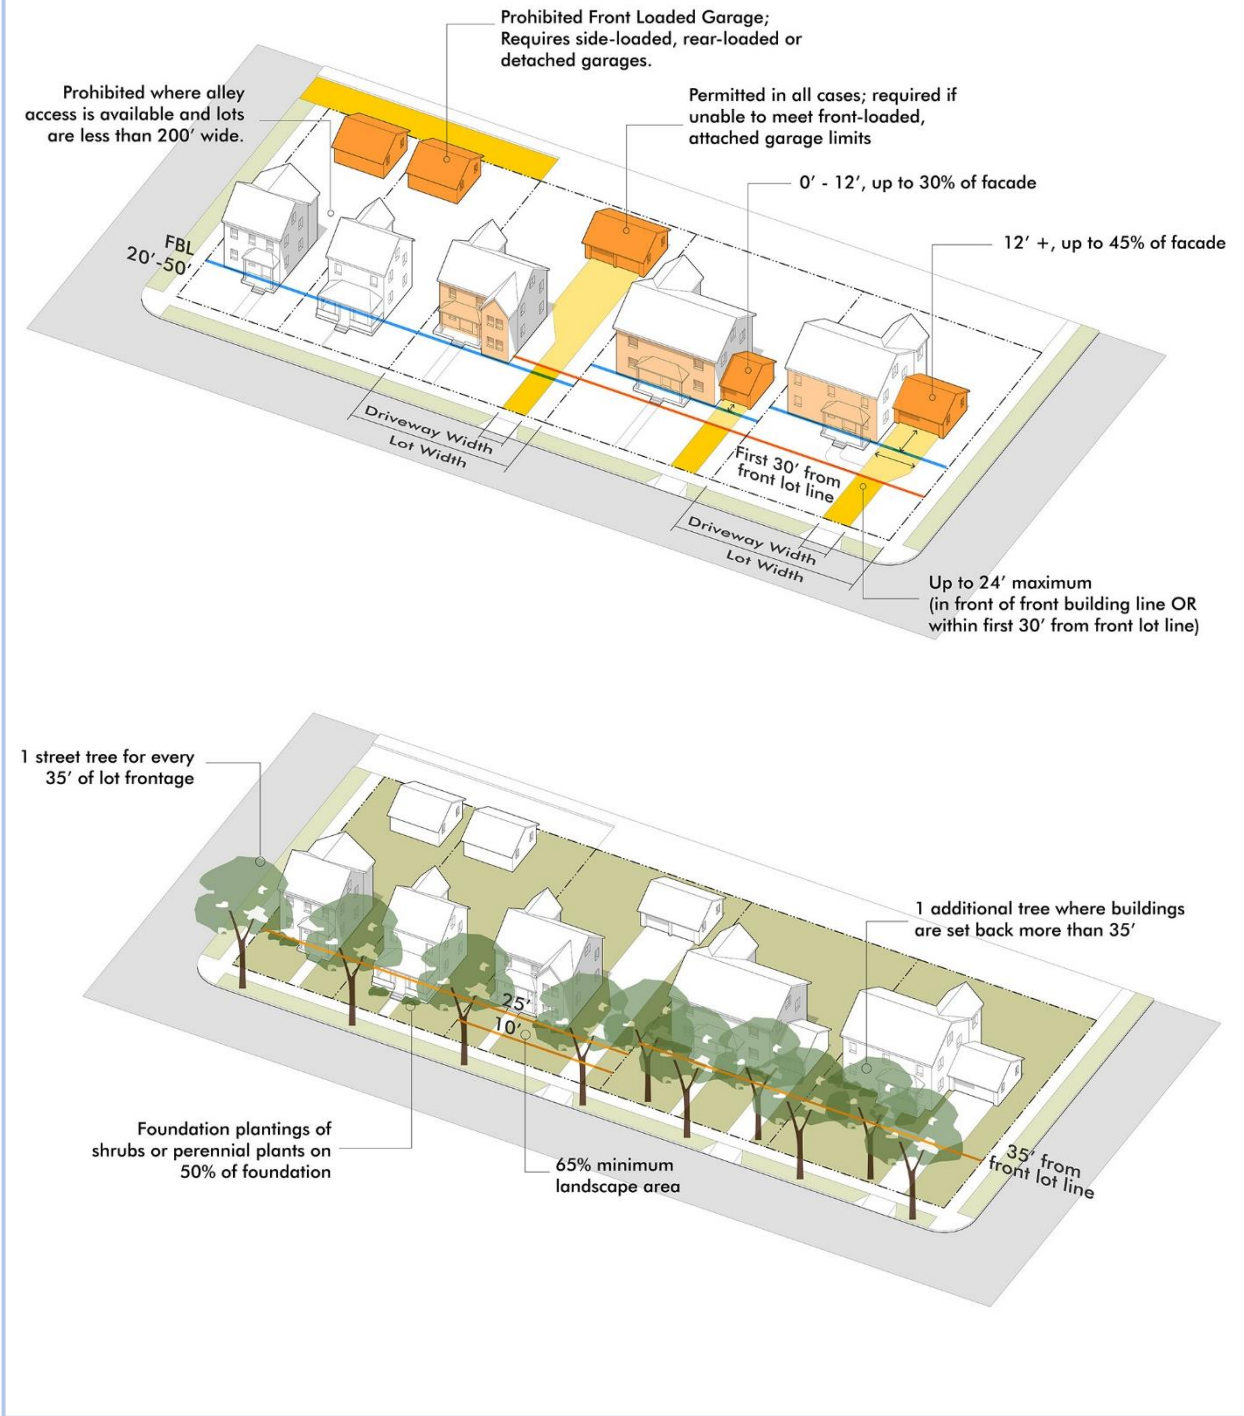 Prohibited Front Loaded Garage;
Requires side-loaded, rear-loaded or
detached garages.
Prohibited where alley
access is available and lots
are less than 200' wide.
Permitted in all cases; required if
unable to meet front-loaded,
attached garage limits
0' - 12', up to 30% of facade
12' +, up to 45% of facade
FBL
20'-50'
Driveway Width
Lot Width
First 30' from
front lot line
Driveway Width
Lot Width
Up to 24' maximum
(in front of front building line OR
within first 30' from front lot line)
1 street tree for every
35' of lot frontage
1 additional tree where buildings
are set back more than 35'
25'
10'
Foundation plantings of
shrubs or perennial plants on
50% of foundation
65% minimum
landscape area
35' from
front lot line